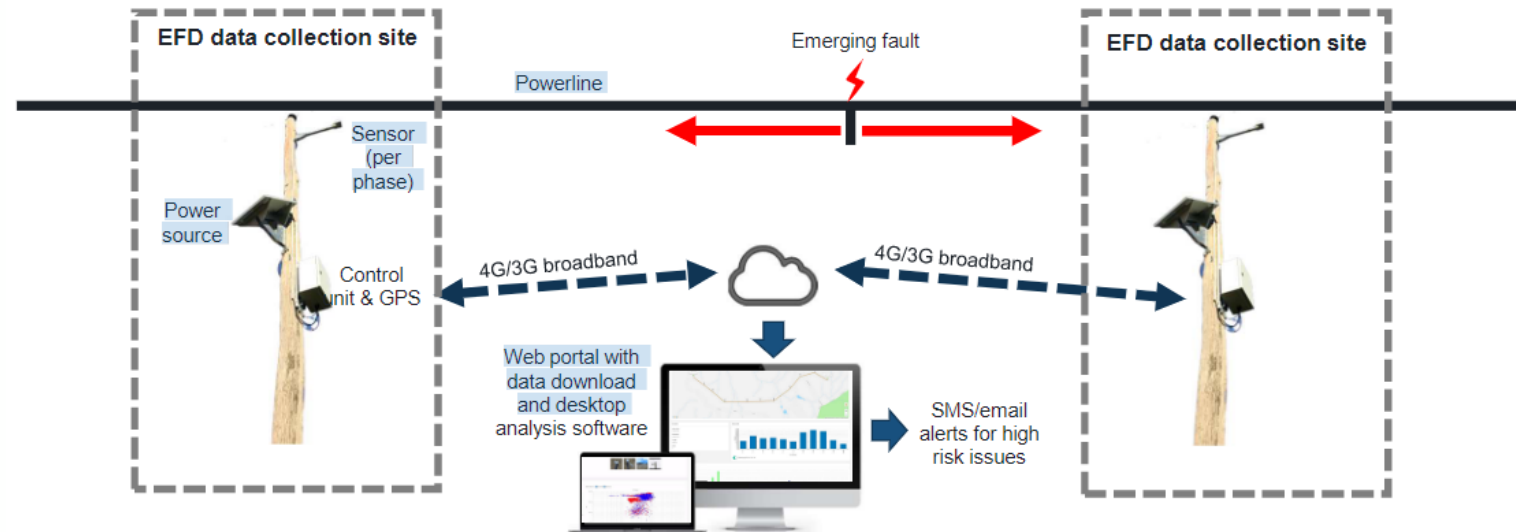 EFD data collection site
Emerging fault
EFD data collection site
Powerline
Sensor
(per
phase)
Power
source
Control
unit & GPS
4G/3G broadband
4G/3G broadband
Web portal with
data download
and desktop
analysis software
SMS/email
alerts for high
risk issues